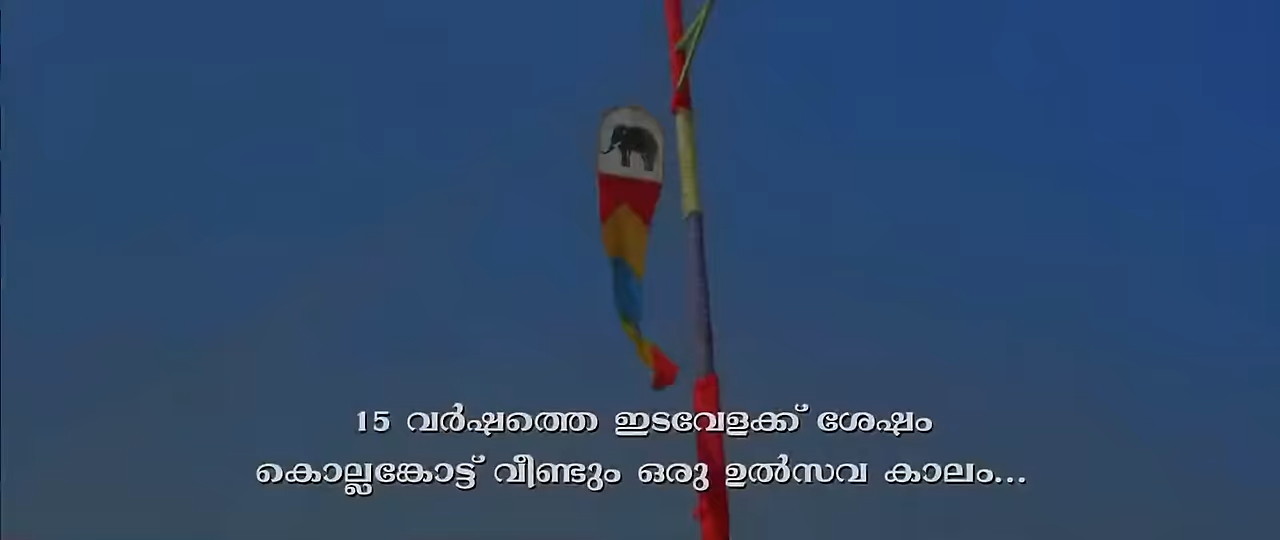 15 വർഷത്തെ ഇടവേളക്ക് ശേഷം
കൊല്ലങ്കോട്ട് വീണ്ടും ഒരു ഉൽസവ കാലം...